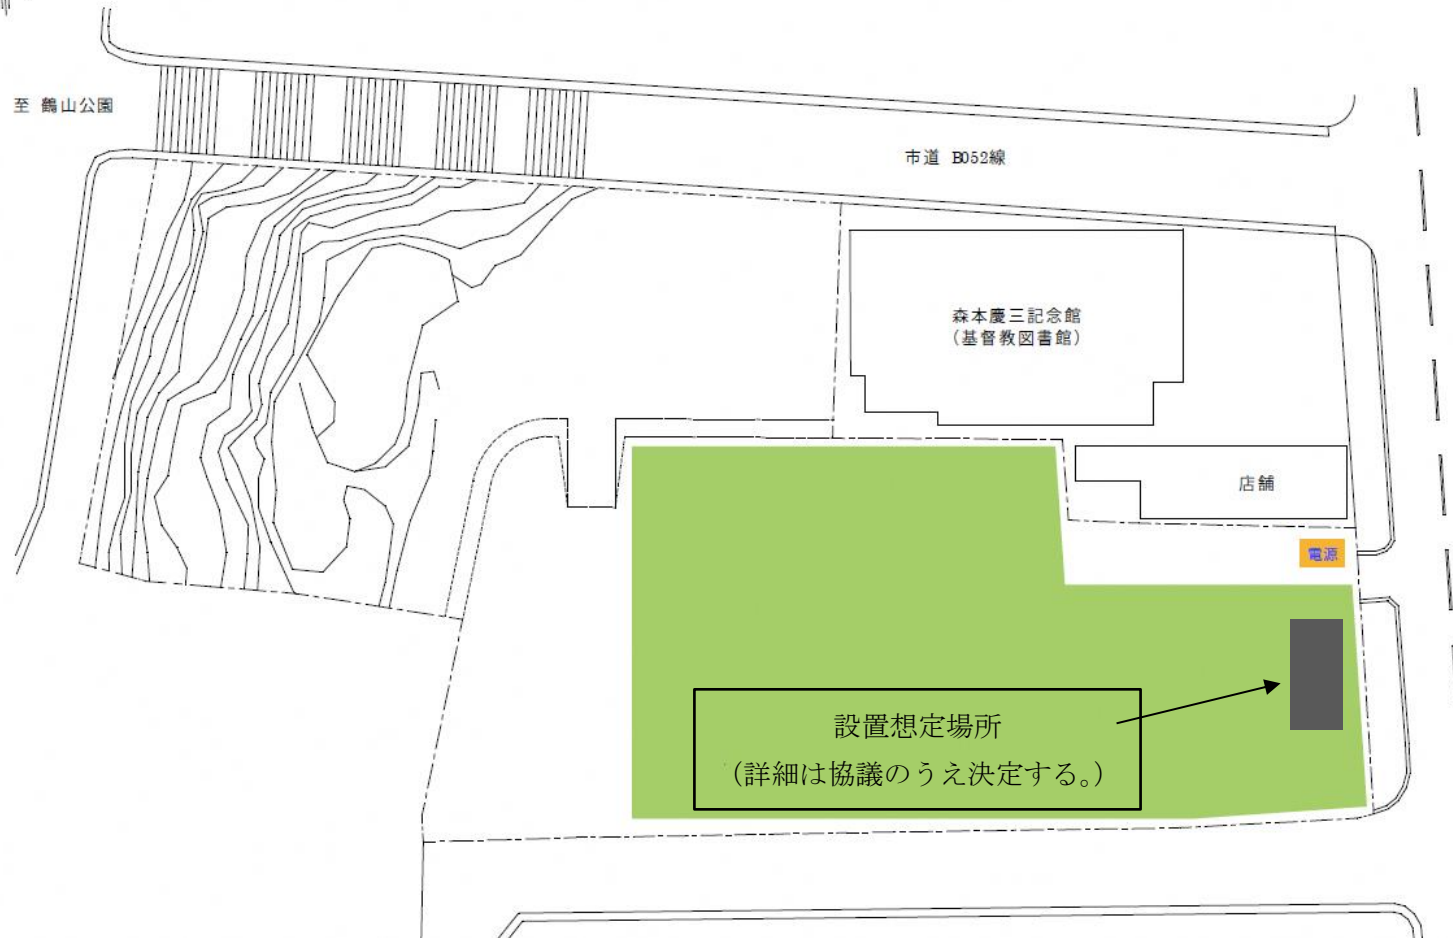 至 鶴山公園
市道 B052線
森本慶三記念館
(基督教図書館)
店舗
電源
設置想定場所
（詳細は協議のうえ決定する。）